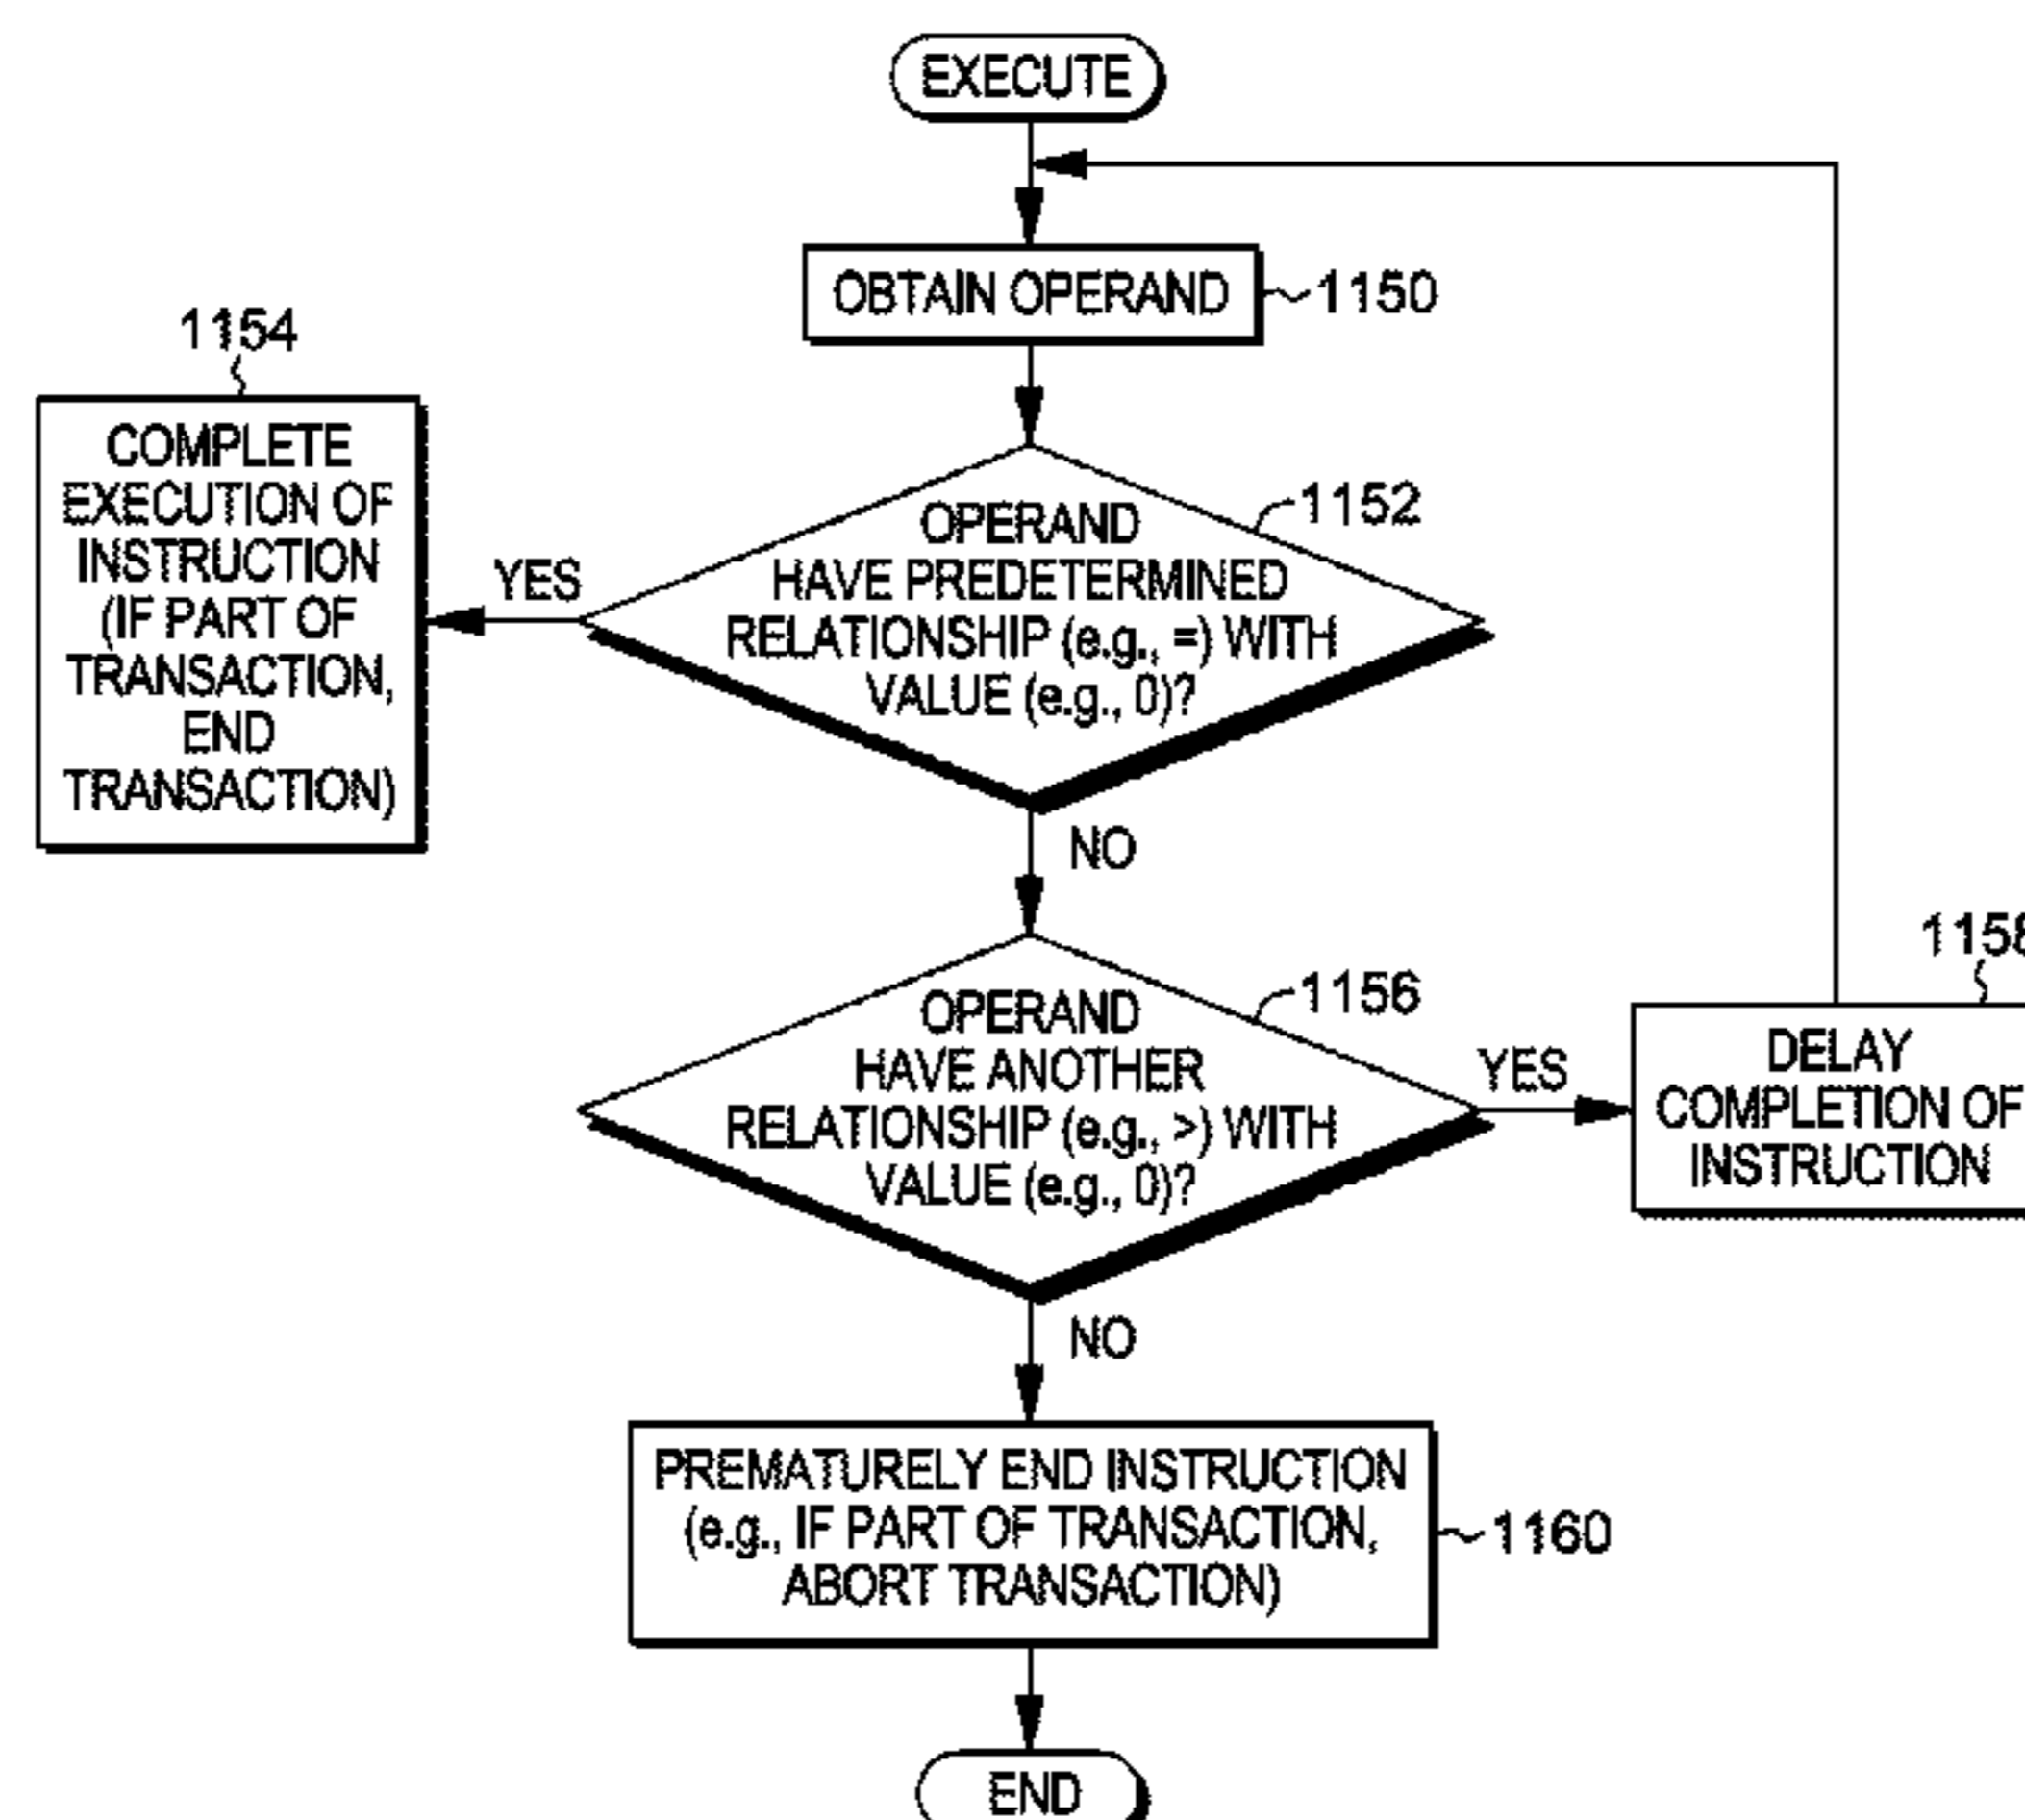 EXECUTE
OBTAIN OPERAND
1150
1154
COMPLETE
EXECUTION OF
INSTRUCTION
(IF PART OF
TRANSACTION,
END
TRANSACTION)
1152
OPERAND
HAVE PREDETERMINED
RELATIONSHIP (e.g., =) WITH
VALUE (e.g., 0)?
YES
NO
1156
OPERAND
HAVE ANOTHER
RELATIONSHIP (e.g., >) WITH
VALUE (e.g., 0)?
YES
1158
DELAY
COMPLETION OF
INSTRUCTION
NO
PREMATURELY END INSTRUCTION
(e.g., IF PART OF TRANSACTION,
ABORT TRANSACTION)
1160
END